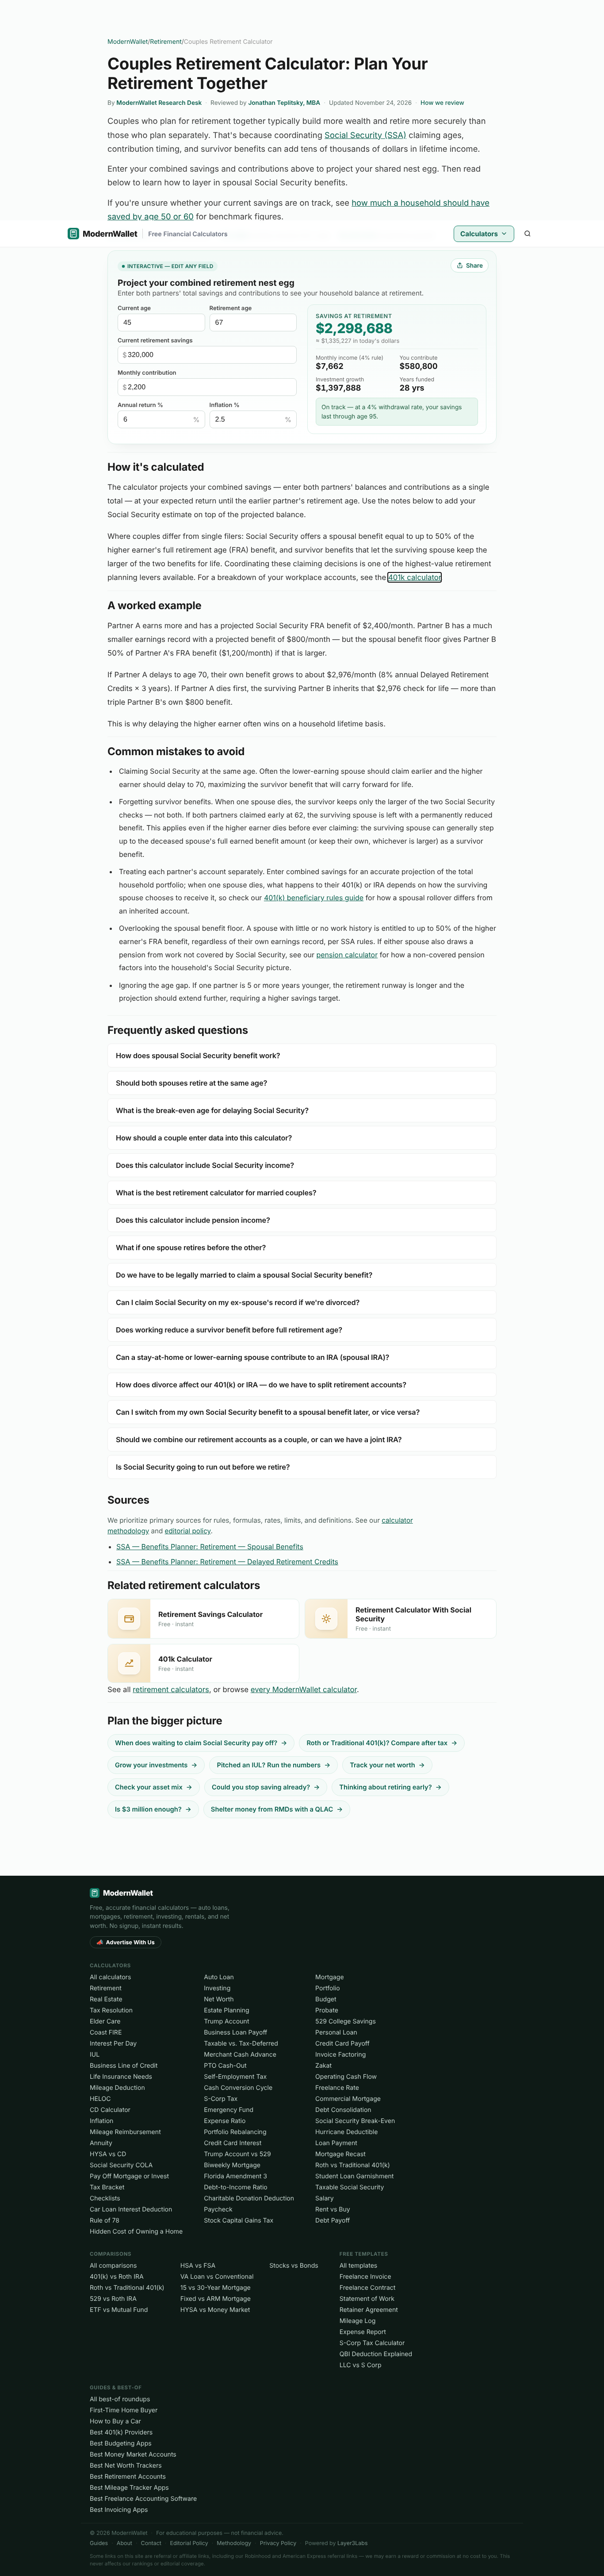 ModernWallet/Retirement/Couples Retirement Calculator
Couples Retirement Calculator: Plan Your
Retirement Together
By ModernWallet Research Desk · Reviewed by Jonathan Teplitsky, MBA · Updated November 24, 2026 · How we review
Couples who plan for retirement together typically build more wealth and retire more securely than
those who plan separately. That's because coordinating Social Security (SSA) claiming ages,
contribution timing, and survivor benefits can add tens of thousands of dollars in lifetime income.
Enter your combined savings and contributions above to project your shared nest egg. Then read
below to learn how to layer in spousal Social Security benefits.
If you're unsure whether your current savings are on track, see how much a household should have
saved by age 50 or 60 for benchmark figures.
ModernWallet Free Financial Calculators Calculators
INTERACTIVE — EDIT ANY FIELD
Share
Project your combined retirement nest egg
Enter both partners' total savings and contributions to see your household balance at retirement.
Current age Retirement age
45 67
Current retirement savings
$ 320,000
Monthly contribution
$ 2,200
Annual return % Inflation %
6 % 2.5 %
SAVINGS AT RETIREMENT
$2,298,688
≈ $1,335,227 in today's dollars
Monthly income (4% rule) You contribute
$7,662 $580,800
Investment growth Years funded
$1,397,888 28 yrs
On track — at a 4% withdrawal rate, your savings
last through age 95.
How it's calculated
The calculator projects your combined savings — enter both partners' balances and contributions as a single
total — at your expected return until the earlier partner's retirement age. Use the notes below to add your
Social Security estimate on top of the projected balance.
Where couples differ from single filers: Social Security offers a spousal benefit equal to up to 50% of the
higher earner's full retirement age (FRA) benefit, and survivor benefits that let the surviving spouse keep the
larger of the two benefits for life. Coordinating these claiming decisions is one of the highest-value retirement
planning levers available. For a breakdown of your workplace accounts, see the 401k calculator.
A worked example
Partner A earns more and has a projected Social Security FRA benefit of $2,400/month. Partner B has a much
smaller earnings record with a projected benefit of $800/month — but the spousal benefit floor gives Partner B
50% of Partner A's FRA benefit ($1,200/month) if that is larger.
If Partner A delays to age 70, their own benefit grows to about $2,976/month (8% annual Delayed Retirement
Credits × 3 years). If Partner A dies first, the surviving Partner B inherits that $2,976 check for life — more than
triple Partner B's own $800 benefit.
This is why delaying the higher earner often wins on a household lifetime basis.
Common mistakes to avoid
• Claiming Social Security at the same age. Often the lower-earning spouse should claim earlier and the higher
earner should delay to 70, maximizing the survivor benefit that will carry forward for life.
• Forgetting survivor benefits. When one spouse dies, the survivor keeps only the larger of the two Social Security
checks — not both. If both partners claimed early at 62, the surviving spouse is left with a permanently reduced
benefit. This applies even if the higher earner dies before ever claiming: the surviving spouse can generally step
up to the deceased spouse's full earned benefit amount (or keep their own, whichever is larger) as a survivor
benefit.
• Treating each partner's account separately. Enter combined savings for an accurate projection of the total
household portfolio; when one spouse dies, what happens to their 401(k) or IRA depends on how the surviving
spouse chooses to receive it, so check our 401(k) beneficiary rules guide for how a spousal rollover differs from
an inherited account.
• Overlooking the spousal benefit floor. A spouse with little or no work history is entitled to up to 50% of the higher
earner's FRA benefit, regardless of their own earnings record, per SSA rules. If either spouse also draws a
pension from work not covered by Social Security, see our pension calculator for how a non-covered pension
factors into the household's Social Security picture.
• Ignoring the age gap. If one partner is 5 or more years younger, the retirement runway is longer and the
projection should extend further, requiring a higher savings target.
Frequently asked questions
How does spousal Social Security benefit work?
Should both spouses retire at the same age?
What is the break-even age for delaying Social Security?
How should a couple enter data into this calculator?
Does this calculator include Social Security income?
What is the best retirement calculator for married couples?
Does this calculator include pension income?
What if one spouse retires before the other?
Do we have to be legally married to claim a spousal Social Security benefit?
Can I claim Social Security on my ex-spouse's record if we're divorced?
Does working reduce a survivor benefit before full retirement age?
Can a stay-at-home or lower-earning spouse contribute to an IRA (spousal IRA)?
How does divorce affect our 401(k) or IRA — do we have to split retirement accounts?
Can I switch from my own Social Security benefit to a spousal benefit later, or vice versa?
Should we combine our retirement accounts as a couple, or can we have a joint IRA?
Is Social Security going to run out before we retire?
Sources
We prioritize primary sources for rules, formulas, rates, limits, and definitions. See our calculator
methodology and editorial policy.
• SSA — Benefits Planner: Retirement — Spousal Benefits
• SSA — Benefits Planner: Retirement — Delayed Retirement Credits
Related retirement calculators
Retirement Savings Calculator
Free · instant
Retirement Calculator With Social
Security
Free · instant
401k Calculator
Free · instant
See all retirement calculators, or browse every ModernWallet calculator.
Plan the bigger picture
When does waiting to claim Social Security pay off? → Roth or Traditional 401(k)? Compare after tax →
Grow your investments → Pitched an IUL? Run the numbers → Track your net worth →
Check your asset mix → Could you stop saving already? → Thinking about retiring early? →
Is $3 million enough? → Shelter money from RMDs with a QLAC →
ModernWallet
Free, accurate financial calculators — auto loans,
mortgages, retirement, investing, rentals, and net
worth. No signup, instant results.
Advertise With Us
CALCULATORS
All calculators Auto Loan Mortgage
Retirement Investing Portfolio
Real Estate Net Worth Budget
Tax Resolution Estate Planning Probate
Elder Care Trump Account 529 College Savings
Coast FIRE Business Loan Payoff Personal Loan
Interest Per Day Taxable vs. Tax-Deferred Credit Card Payoff
IUL Merchant Cash Advance Invoice Factoring
Business Line of Credit PTO Cash-Out Zakat
Life Insurance Needs Self-Employment Tax Operating Cash Flow
Mileage Deduction Cash Conversion Cycle Freelance Rate
HELOC S-Corp Tax Commercial Mortgage
CD Calculator Emergency Fund Debt Consolidation
Inflation Expense Ratio Social Security Break-Even
Mileage Reimbursement Portfolio Rebalancing Hurricane Deductible
Annuity Credit Card Interest Loan Payment
HYSA vs CD Trump Account vs 529 Mortgage Recast
Social Security COLA Biweekly Mortgage Roth vs Traditional 401(k)
Pay Off Mortgage or Invest Florida Amendment 3 Student Loan Garnishment
Tax Bracket Debt-to-Income Ratio Taxable Social Security
Checklists Charitable Donation Deduction Salary
Car Loan Interest Deduction Paycheck Rent vs Buy
Rule of 78 Stock Capital Gains Tax Debt Payoff
Hidden Cost of Owning a Home
COMPARISONS
All comparisons HSA vs FSA Stocks vs Bonds
401(k) vs Roth IRA VA Loan vs Conventional
Roth vs Traditional 401(k) 15 vs 30-Year Mortgage
529 vs Roth IRA Fixed vs ARM Mortgage
ETF vs Mutual Fund HYSA vs Money Market
FREE TEMPLATES
All templates
Freelance Invoice
Freelance Contract
Statement of Work
Retainer Agreement
Mileage Log
Expense Report
S-Corp Tax Calculator
QBI Deduction Explained
LLC vs S Corp
GUIDES & BEST-OF
All best-of roundups
First-Time Home Buyer
How to Buy a Car
Best 401(k) Providers
Best Budgeting Apps
Best Money Market Accounts
Best Net Worth Trackers
Best Retirement Accounts
Best Mileage Tracker Apps
Best Freelance Accounting Software
Best Invoicing Apps
© 2026 ModernWallet · For educational purposes — not financial advice
Guides About Contact Editorial Policy Methodology Privacy Policy Powered by Layer3Labs
Some links on this site are referral or affiliate links, including our Robinhood and American Express referral links — we may earn a reward or commission at no cost to you. This
never affects our rankings or editorial coverage.